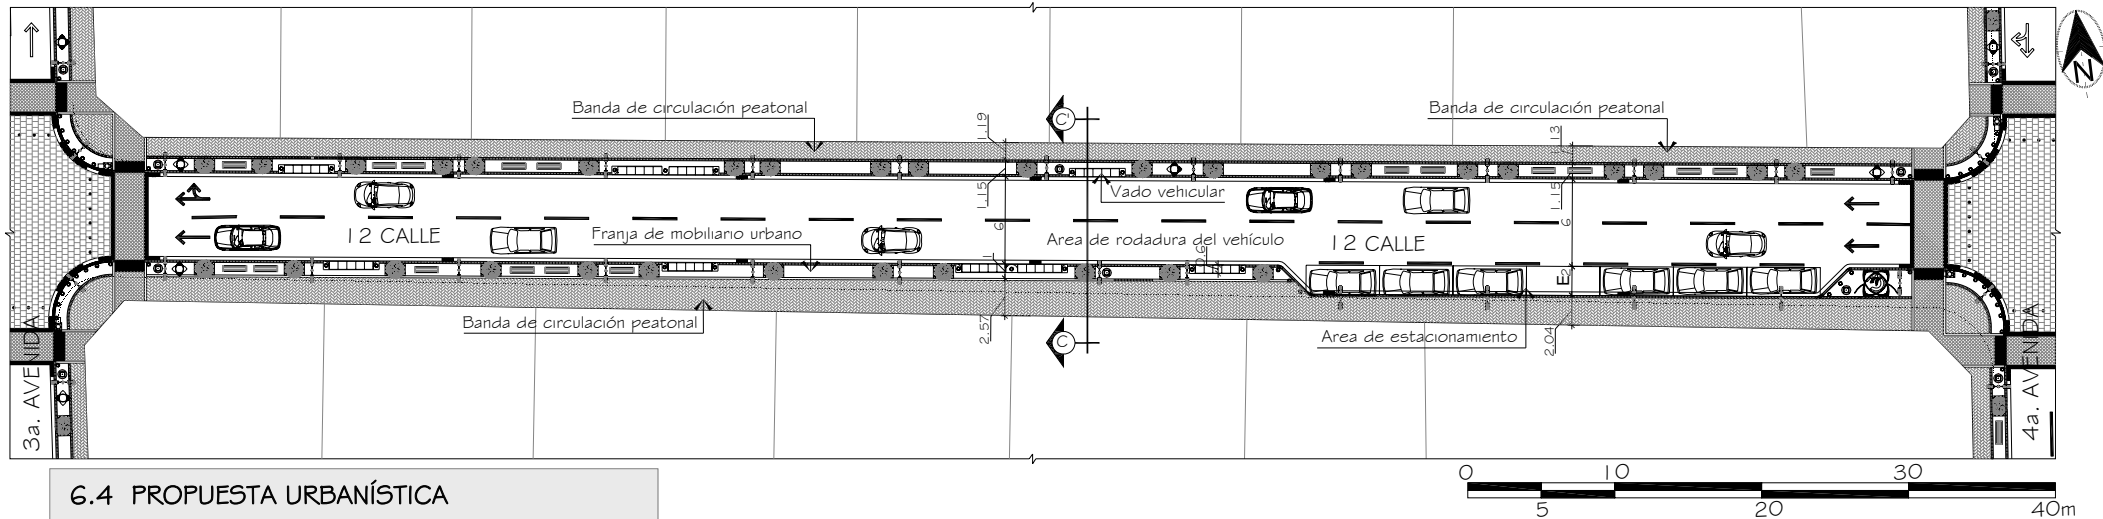 N
Banda de circulación peatonal
1.19
C'
Banda de circulación peatonal
1.13
1.15
Vado vehicular
1.15
12 CALLE
Franja de mobiliario urbano
6
Area de rodadura del vehículo
12 CALLE
6
1
.6
E
2
Banda de circulación peatonal
2.57
C
Area de estacionamiento
2.04
3a. AVENIDA
4a. AVENIDA
6.4 PROPUESTA URBANÍSTICA
0 10 30
5 20 40m